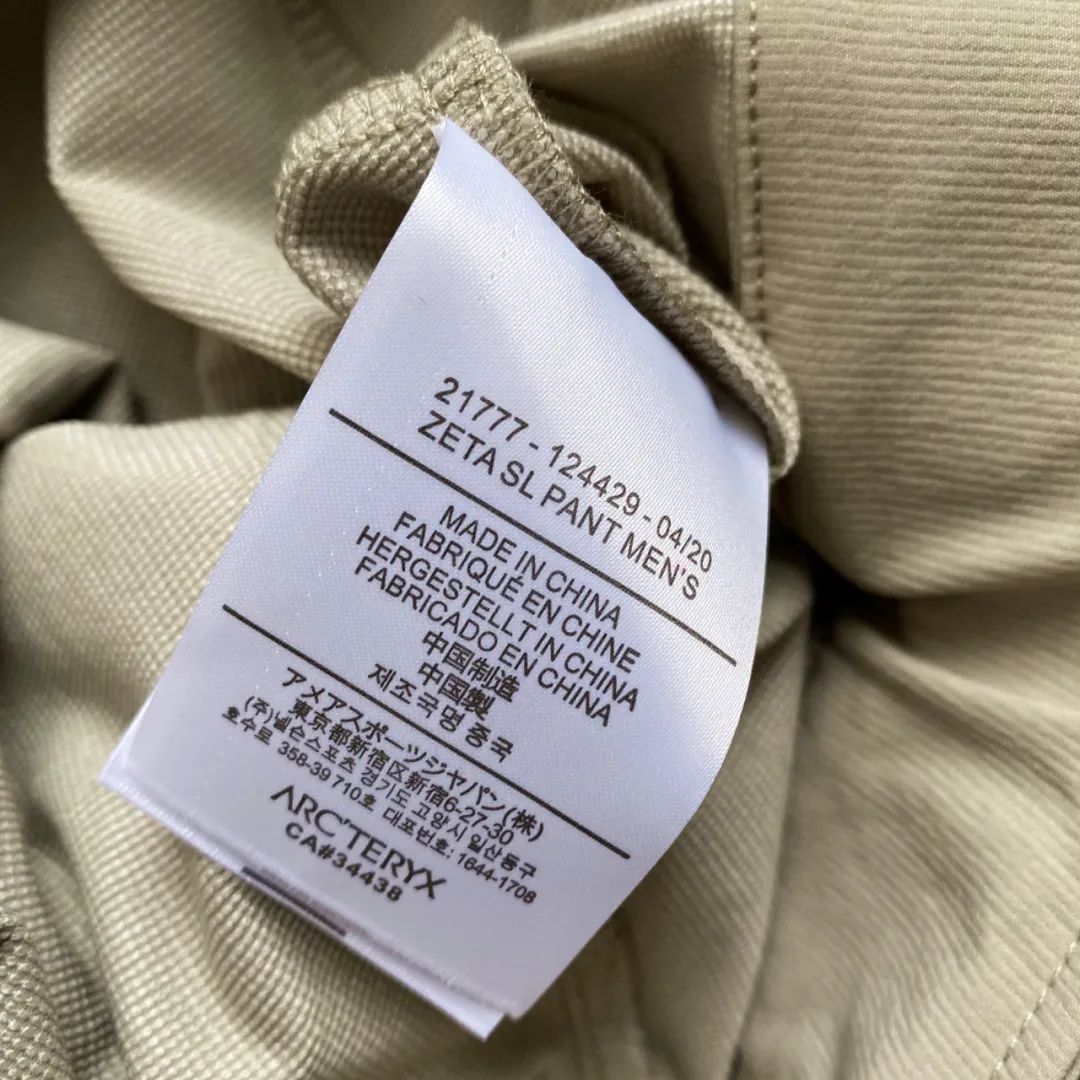 21777 - 124429 - 04/20
ZETA SL PANT MEN'S
MADE IN CHINA
FABRIQUÉ EN CHINE
HERGESTELLT IN CHINA
FABRICADO EN CHINA
中国制造
中国製
제조국명 중국
アメアスポーツジャパン(株)
東京都新宿区新宿6-27-30
(주)넬슨스포츠 경기도 고양시 일산동구
호수로 358-39 710호 대표번호: 1644-1708
ARC'TERYX
CA#34438